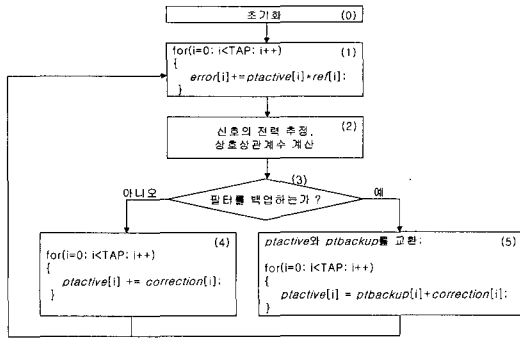 초기화 (0)
for(i=0; i<TAP; i++) (1)
{
error[i]+=ptactive[i]*ref[i];
}
(2)
신호의 전력 추정,
상호상관계수 계산
(3)
필터를 백업하는가 ?
아니오
예
(4)
for(i=0; i<TAP; i++)
{
ptactive[i] += correction[i];
}
(5)
ptactive와 ptbackup를 교환;
for(i=0; i<TAP; i++)
{
ptactive[i] = ptbackup[i]+correction[i];
}